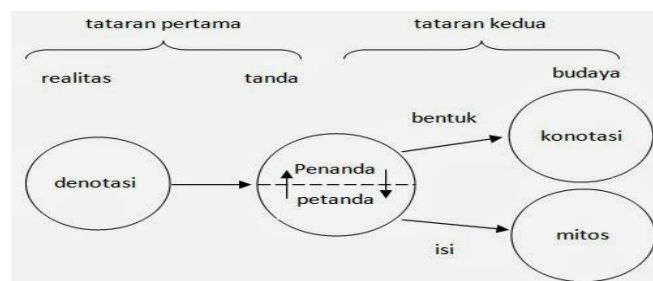 tataran pertama
tataran kedua
realitas
tanda
budaya
bentuk
konotasi
denotasi
Penanda
petanda
isi
mitos